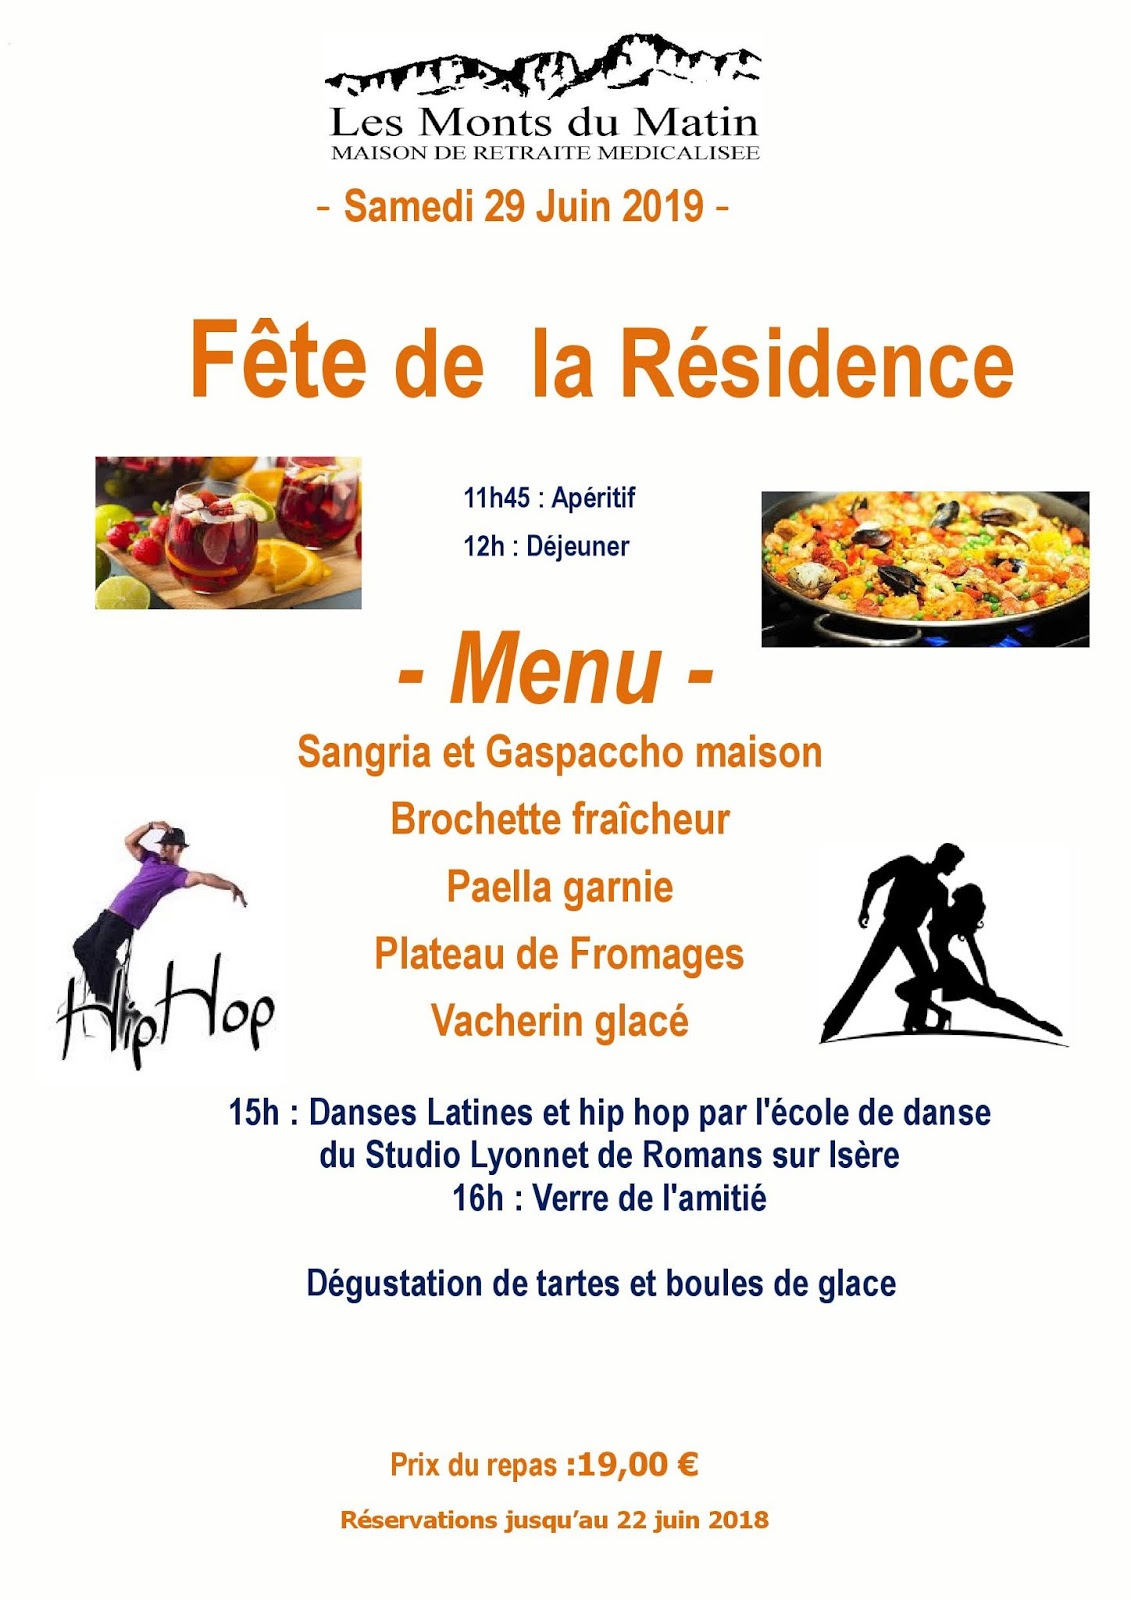 Les Monts du Matin
MAISON DE RETRAITE MEDICALISEE
- Samedi 29 Juin 2019 -
Fête de la Résidence
11h45 : Apéritif
12h : Déjeuner
- Menu -
Sangria et Gaspaccho maison
Brochette fraîcheur
Paella garnie
Plateau de Fromages
Vacherin glacé
HipHop
15h : Danses Latines et hip hop par l'école de danse
du Studio Lyonnet de Romans sur Isère
16h : Verre de l'amitié
Dégustation de tartes et boules de glace
Prix du repas :19,00 €
Réservations jusqu’au 22 juin 2018